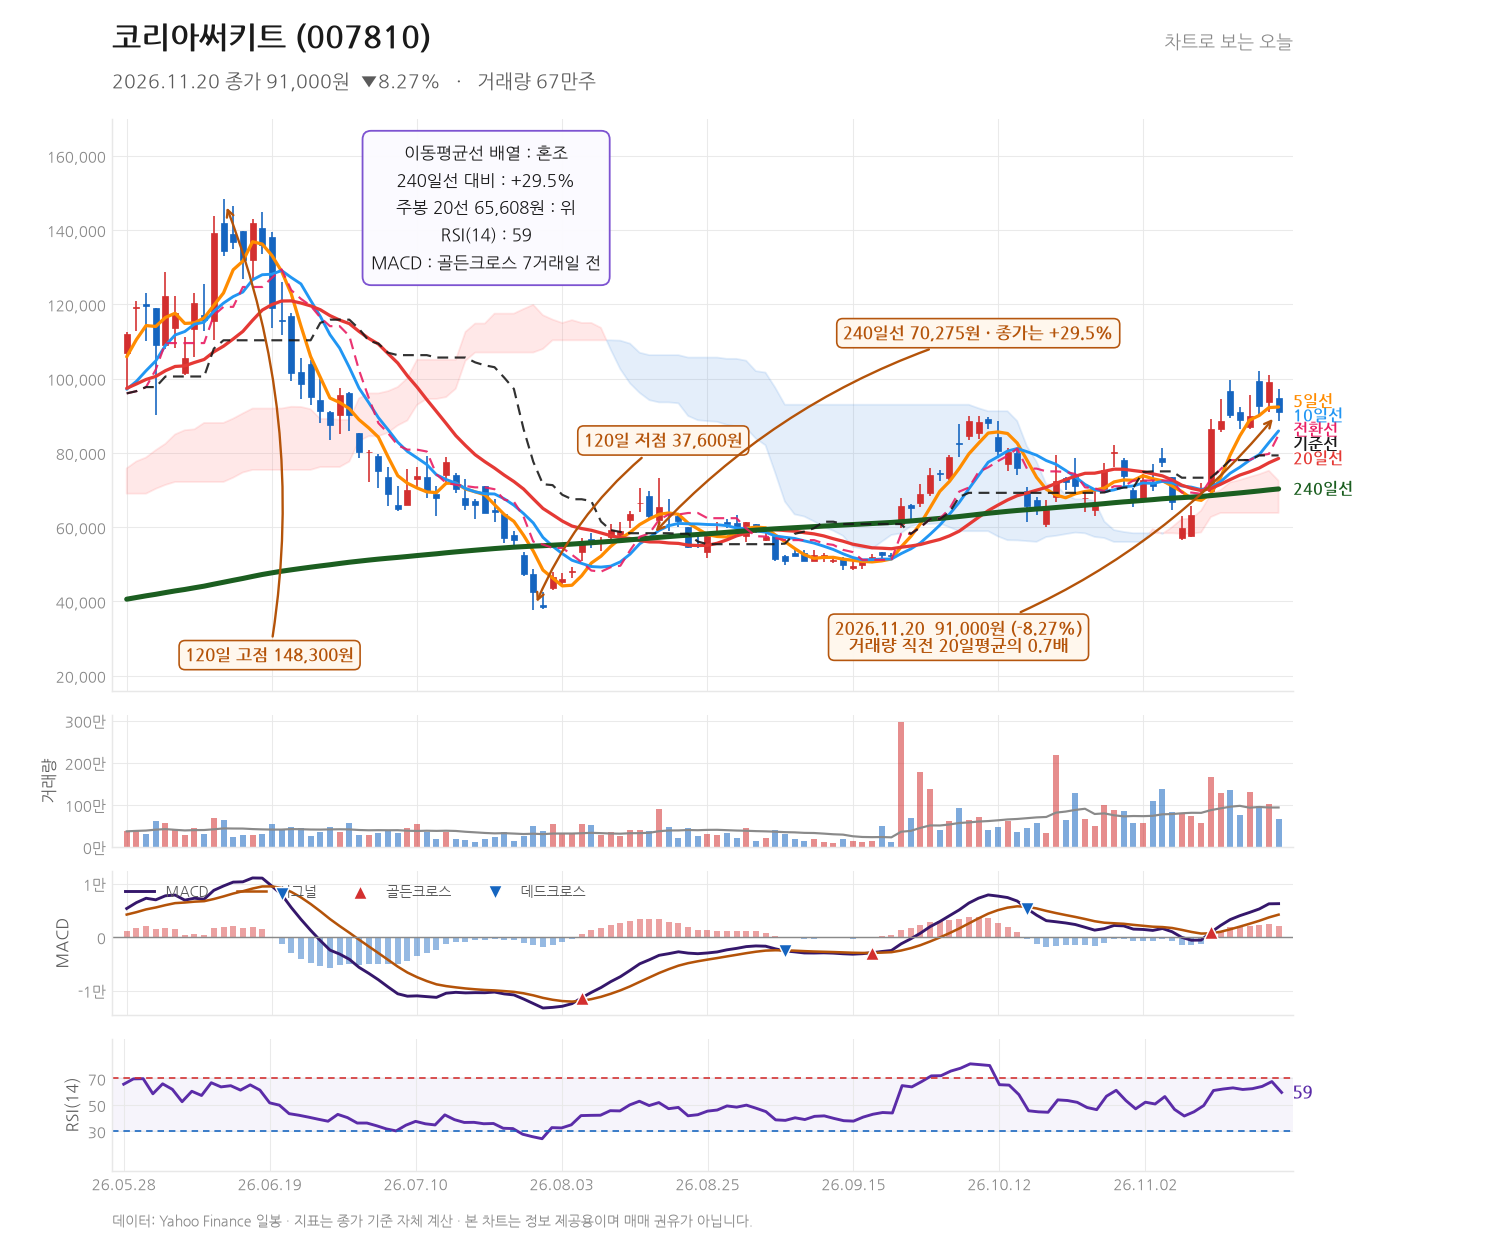 코리아써키트 (007810)
차트로 보는 오늘
2026.11.20 종가 91,000원 ▼8.27% · 거래량 67만주
이동평균선 배열 : 혼조
240일선 대비 : +29.5%
주봉 20선 65,608원 : 위
RSI(14) : 59
MACD : 골든크로스 7거래일 전
160,000
140,000
120,000
100,000
80,000
60,000
40,000
20,000
240일선 70,275원 · 종가는 +29.5%
120일 저점 37,600원
120일 고점 148,300원
2026.11.20 91,000원 (-8.27%)
거래량 직전 20일평균의 0.7배
5일선
10일선
전환선
기준선
20일선
240일선
거래량
300만
200만
100만
0만
MACD
1만
0
-1만
MACD
골든크로스
데드크로스
RSI(14)
70
50
30
59
26.05.28
26.06.19
26.07.10
26.08.03
26.08.25
26.09.15
26.10.12
26.11.02
데이터: Yahoo Finance 일봉 · 지표는 종가 기준 자체 계산 · 본 차트는 정보 제공용이며 매매 권유가 아닙니다.